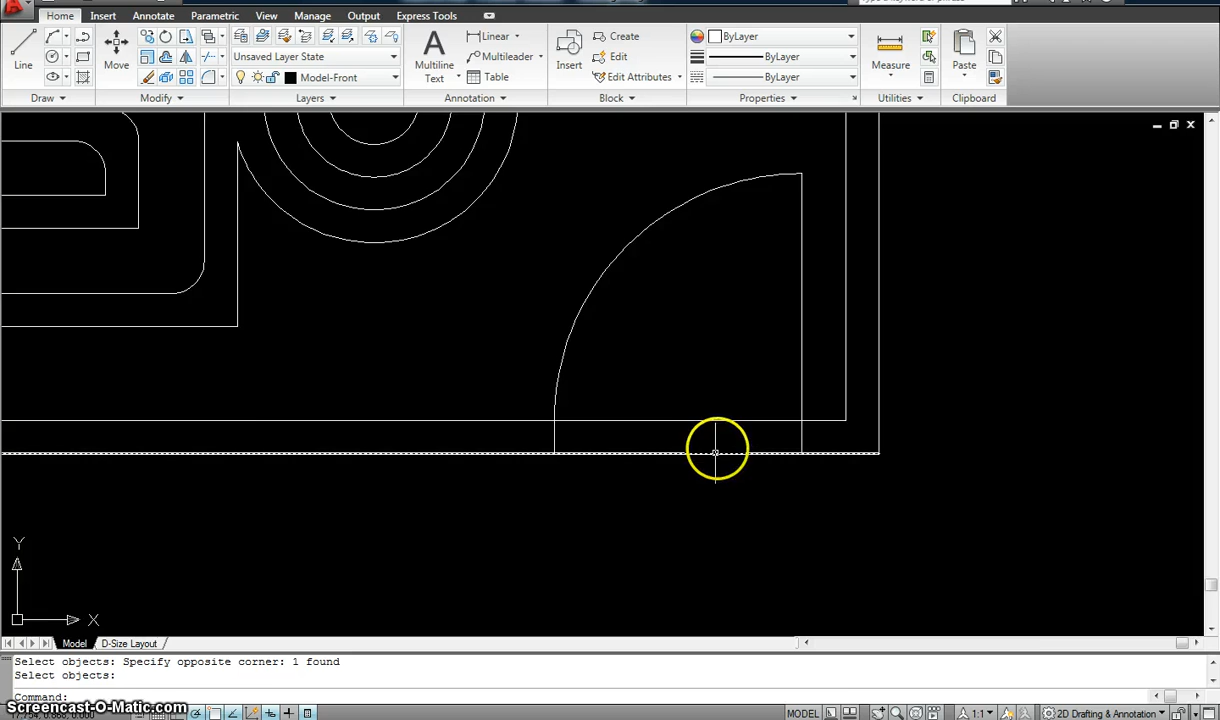 Home Insert Annotate Parametric View Manage Output Express Tools
Line
Move
Unsaved Layer State
Model-Front
Multiline
Text
Linear
Multileader
Table
Insert
Create
Edit
Edit Attributes
ByLayer
ByLayer
ByLayer
Measure
Paste
Draw Modify Layers Annotation Block Properties Utilities Clipboard
Y
X
Model D-Size Layout
Select objects: Specify opposite corner: 1 found
Select objects:
Command:
Screencast-O-Matic.com
MODEL 1:1 2D Drafting & Annotation